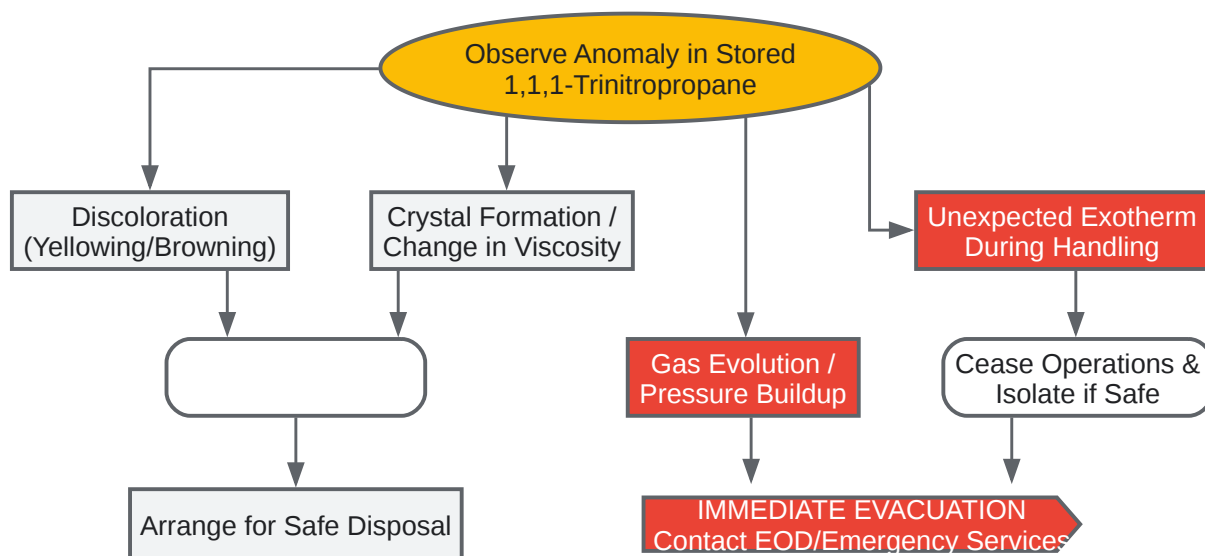 Observe Anomaly in Stored
1,1,1-Trinitropropane
Discoloration
(Yellowing/Browning)
Crystal Formation /
Change in Viscosity
Unexpected Exotherm
During Handling
Gas Evolution /
Pressure Buildup
Cease Operations &
Isolate if Safe
Arrange for Safe Disposal
IMMEDIATE EVACUATION
Contact EOD/Emergency Services